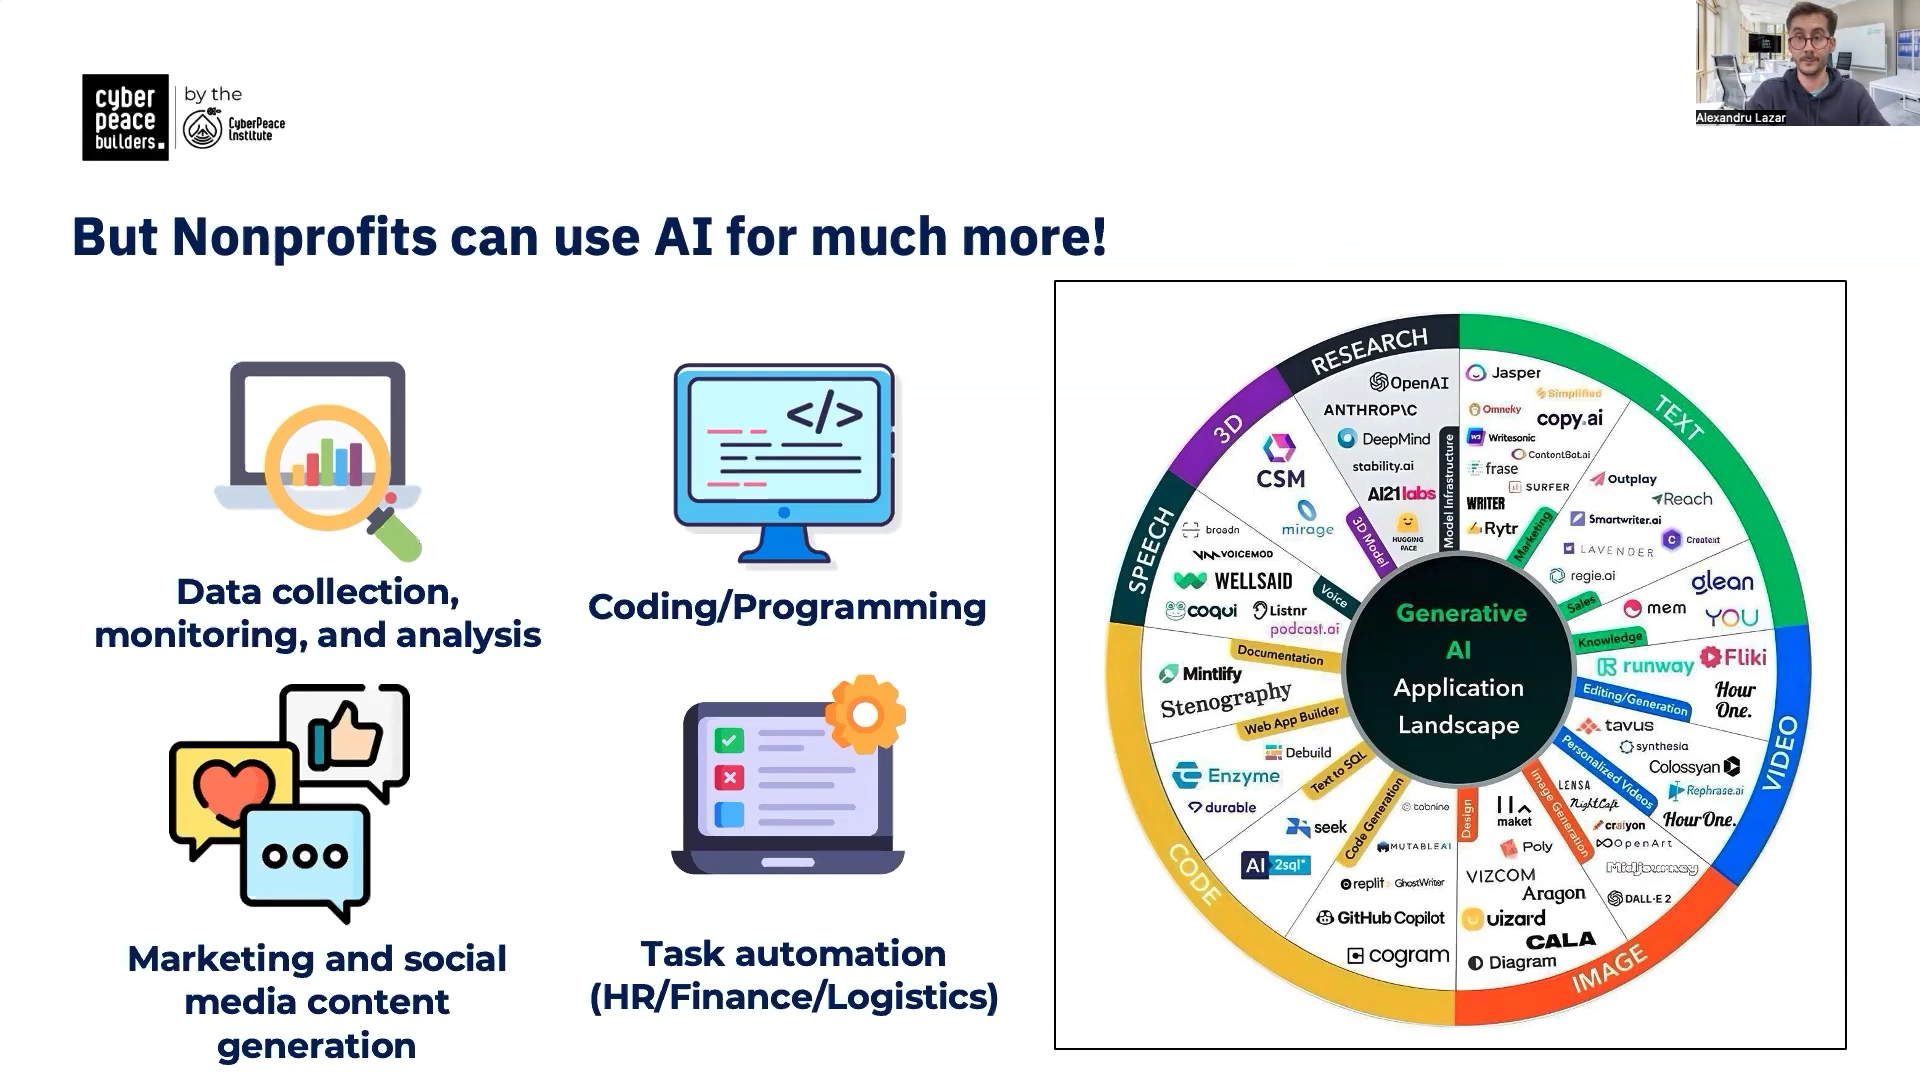 cyber
peace
builders.
by the
CyberPeace
Institute
Alexandru Lazar
But Nonprofits can use AI for much more!
Data collection,
monitoring, and analysis
Coding/Programming
Marketing and social
media content
generation
Task automation
(HR/Finance/Logistics)
Generative
AI
Application
Landscape
RESEARCH
OpenAI
ANTHROP\C
DeepMind
stability.ai
AI21labs
HUGGING
FACE
Model Infrastructure
TEXT
Jasper
Simplified
Omneky
copy.ai
Writesonic
ContentBot.ai
frase
SURFER
WRITER
Rytr
Marketing
Outplay
Reach
Smartwriter.ai
Creatext
LAVENDER
regie.ai
Sales
glean
mem
YOU
Knowledge
VIDEO
runway
Fliki
Hour
One.
Editing/Generation
tavus
synthesia
Colossyan
Rephrase.ai
HourOne.
Personalized Videos
IMAGE
LENSA
NightCafe
craiyon
OpenArt
Midjourney
DALL·E 2
Image Generation
Design
maket
Poly
VIZCOM
Aragon
uizard
CALA
Diagram
CODE
Code Generation
tabnine
MUTABLEAI
replit GhostWriter
GitHub Copilot
cogram
Text to SQL
seek
AI 2sql
Web App Builder
Debuild
Enzyme
durable
Documentation
Mintlify
Stenography
SPEECH
broadn
VOICEMOD
WELLSAID
coqui
Listnr
podcast.ai
Voice
3D
CSM
mirage
3D Model